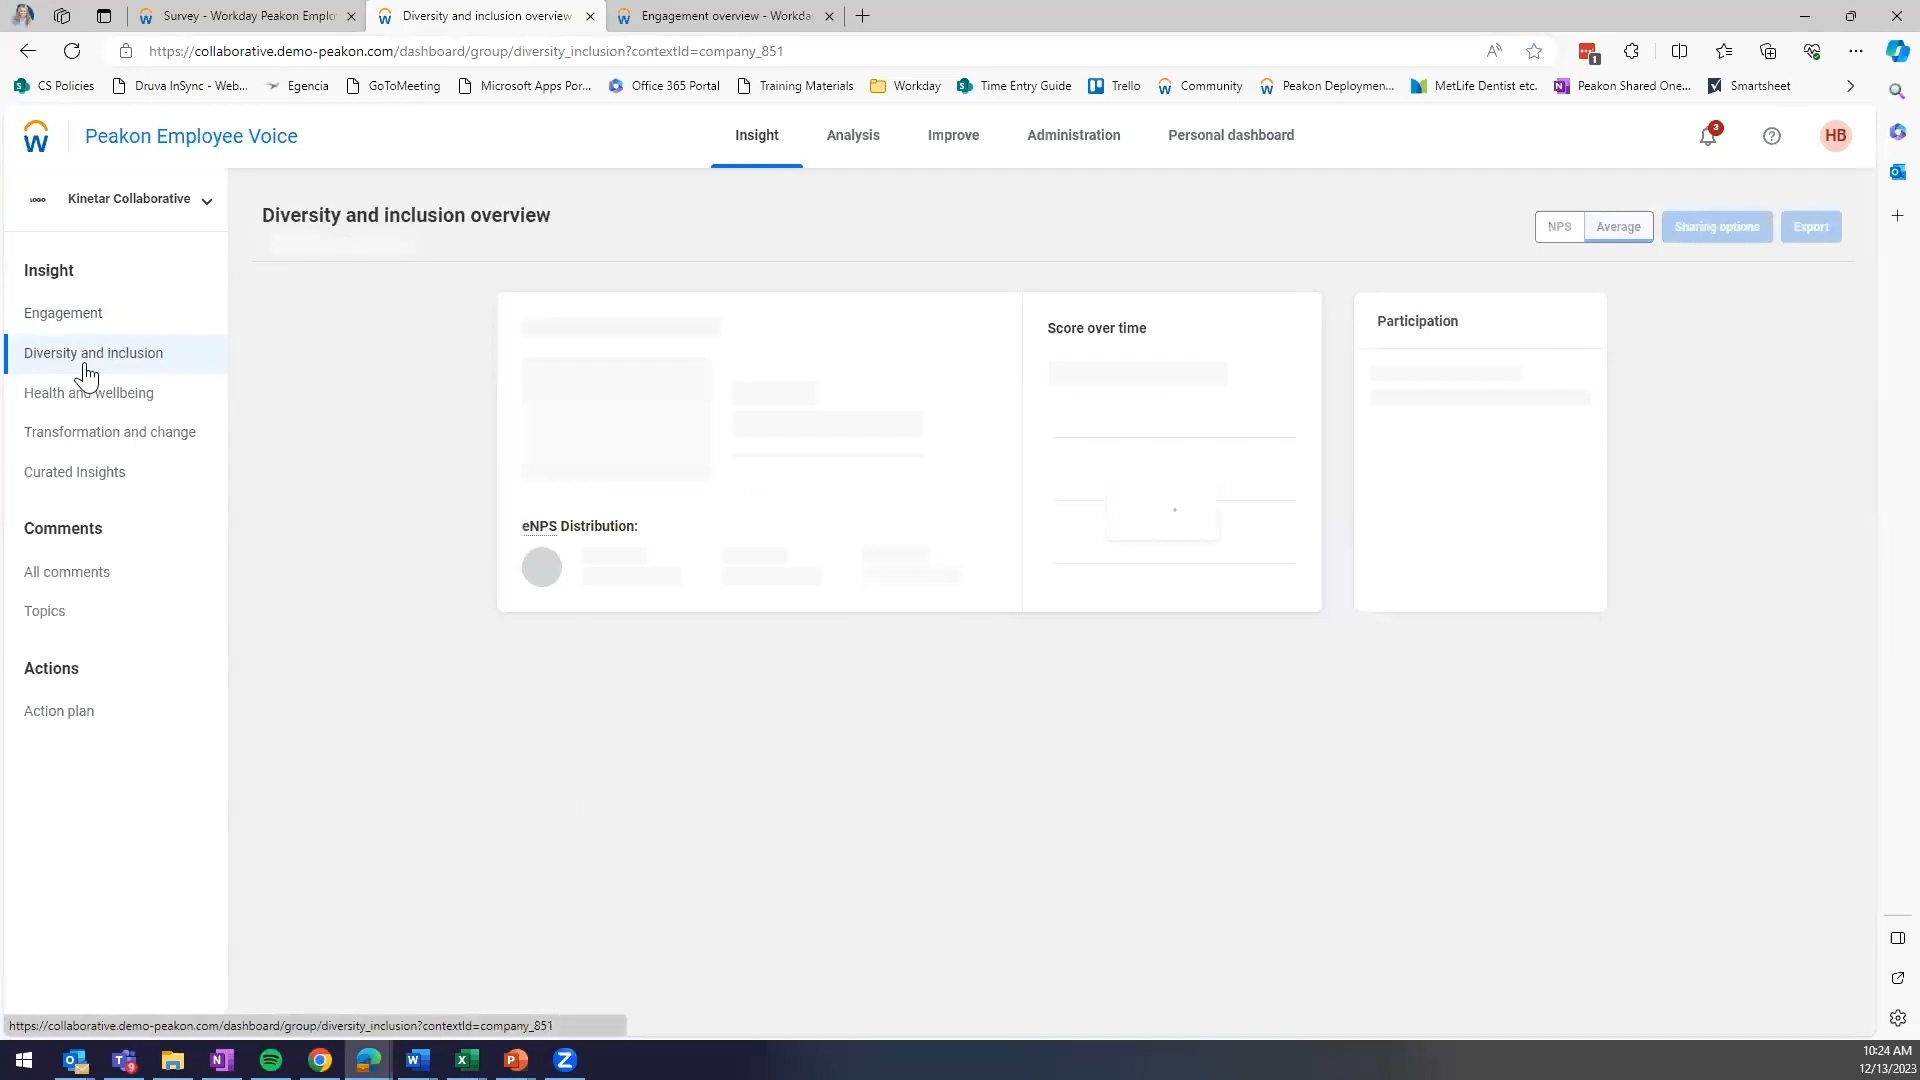 Survey - Workday Peakon Emplo
Diversity and inclusion overview
Engagement overview - Workda
https://collaborative.demo-peakon.com/dashboard/group/diversity_inclusion?contextId=company_851
1
CS Policies
Druva InSync - Web...
Egencia
GoToMeeting
Microsoft Apps Por...
Office 365 Portal
Training Materials
Workday
Time Entry Guide
Trello
Community
Peakon Deploymen...
MetLife Dentist etc.
Peakon Shared One...
Smartsheet
Peakon Employee Voice
Insight
Analysis
Improve
Administration
Personal dashboard
3
HB
LOGO
Kinetar Collaborative
Diversity and inclusion overview
NPS
Average
Sharing options
Export
Insight
Engagement
Diversity and inclusion
Health and wellbeing
Transformation and change
Curated Insights
Comments
All comments
Topics
Actions
Action plan
Score over time
Participation
eNPS Distribution:
https://collaborative.demo-peakon.com/dashboard/group/diversity_inclusion?contextId=company_851
10:24 AM
12/13/2023